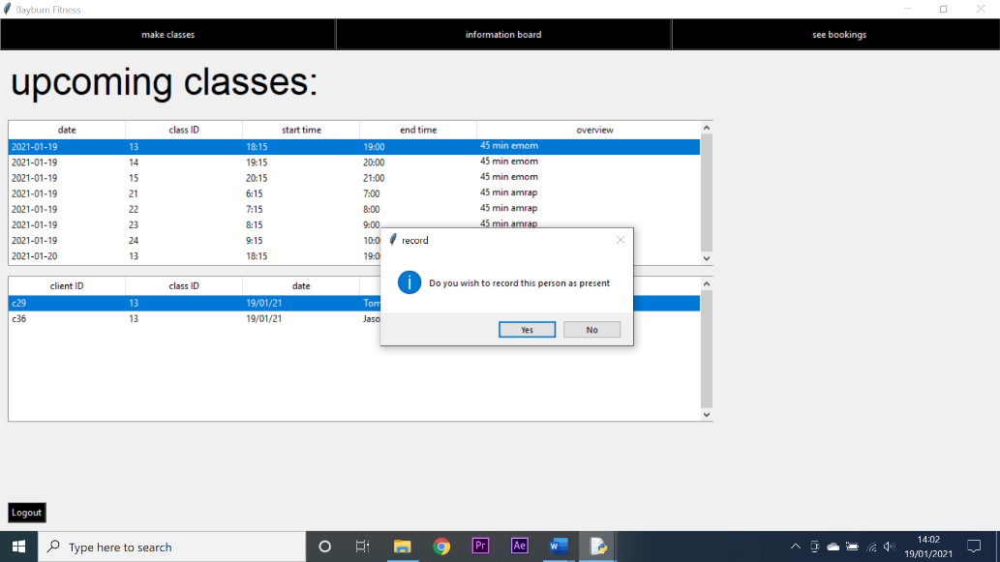 Bayburn Fitness
make classes information board see bookings
upcoming classes:
date class ID start time end time overview
2021-01-19 13 18:15 19:00 45 min emom
2021-01-19 14 19:15 20:00 45 min emom
2021-01-19 15 20:15 21:00 45 min emom
2021-01-19 21 6:15 7:00 45 min amrap
2021-01-19 22 7:15 8:00 45 min amrap
2021-01-19 23 8:15 9:00 45 min amrap
2021-01-19 24 9:15 10:0
2021-01-20 13 18:15 19:0
record
Do you wish to record this person as present
Yes No
client ID class ID date
c29 13 19/01/21 Tom
c36 13 19/01/21 Jaso
Logout
Type here to search
Pr Ae
14:02
19/01/2021